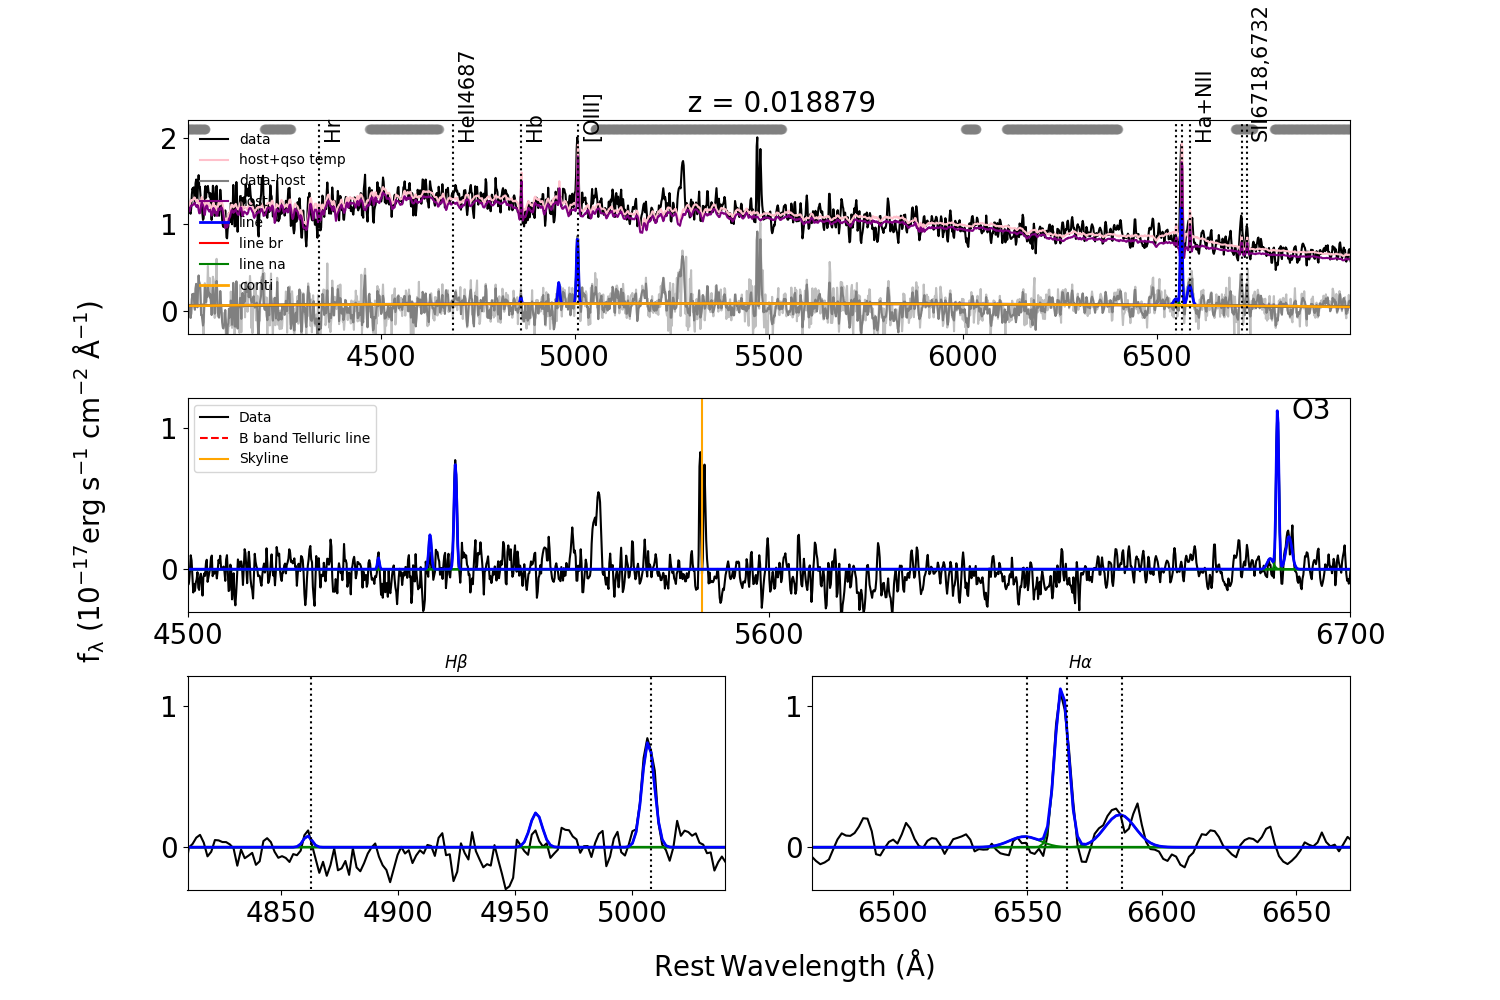 z = 0.018879
Hr
HeII4687
Hb
[OIII]
Ha+NII
SII6718,6732
data
host+qso temp
data-host
host
line
line br
line na
conti
2
1
0
4500
5000
5500
6000
6500
fλ (10⁻¹⁷erg s⁻¹ cm⁻² Å⁻¹)
Data
B band Telluric line
Skyline
O3
1
0
4500
5600
6700
Hβ
1
0
4850
4900
4950
5000
Hα
1
0
6500
6550
6600
6650
Rest Wavelength (Å)